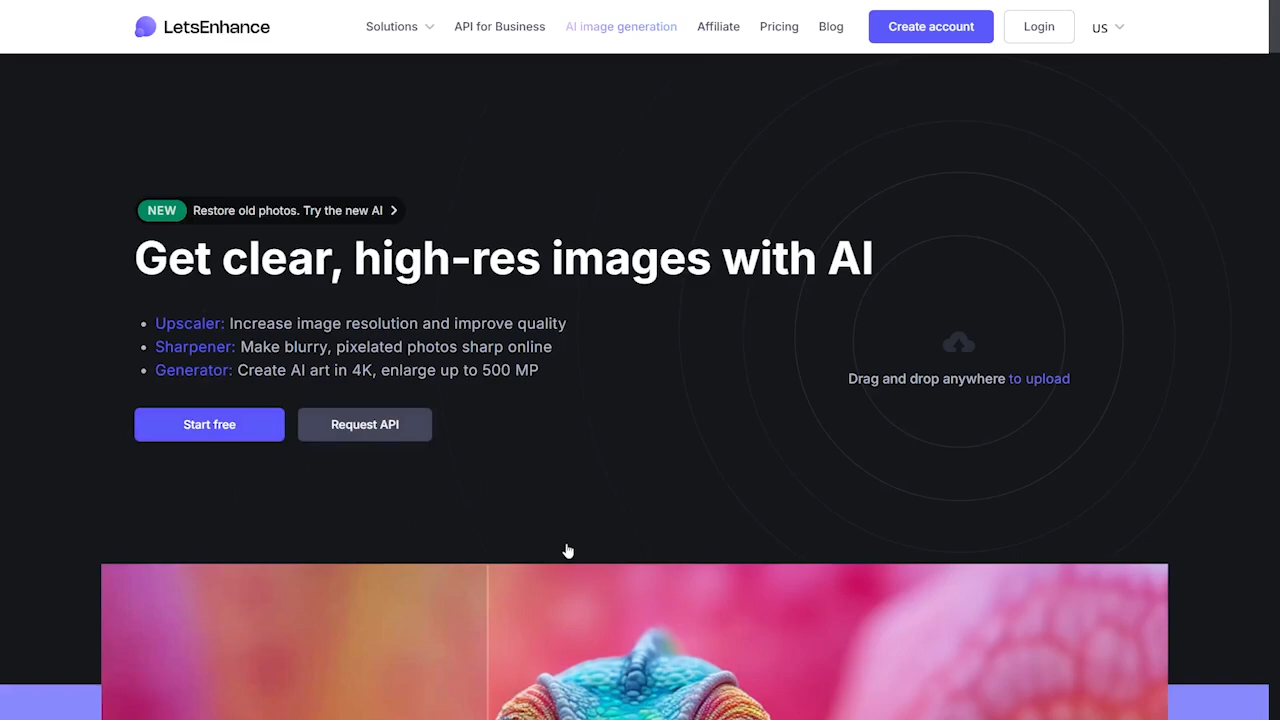 LetsEnhance
Solutions
API for Business
AI image generation
Affiliate
Pricing
Blog
Create account
Login
US
NEW Restore old photos. Try the new AI
Get clear, high-res images with AI
• Upscaler: Increase image resolution and improve quality
• Sharpener: Make blurry, pixelated photos sharp online
• Generator: Create AI art in 4K, enlarge up to 500 MP
Start free
Request API
Drag and drop anywhere to upload